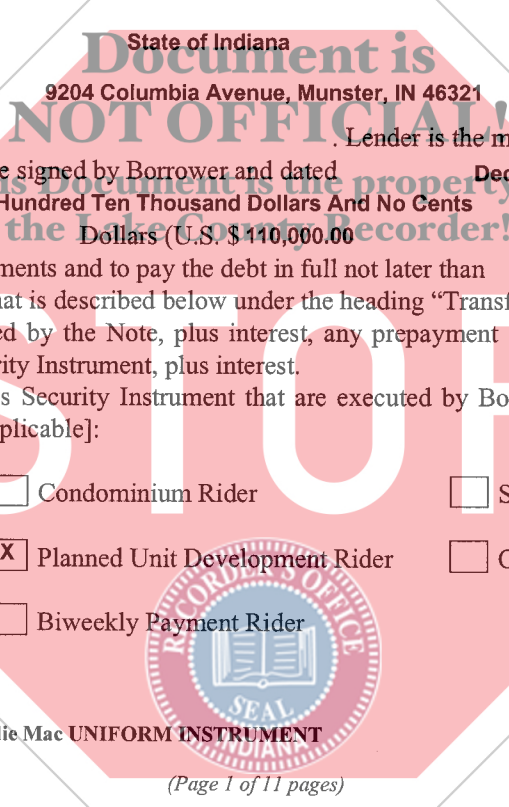 State of Indiana
Document is
9204 Columbia Avenue, Munster, IN 46321
NOT OFFICIAL!
. Lender is the m
e signed by Borrower and dated Dec
is Document is the property
Hundred Ten Thousand Dollars And No Cents
the Lake County Recorder!
Dollars (U.S. $ 110,000.00
ments and to pay the debt in full not later than
hat is described below under the heading “Transf
ed by the Note, plus interest, any prepayment
rity Instrument, plus interest.
s Security Instrument that are executed by Bo
plicable]:
STOP
Condominium Rider S
X Planned Unit Development Rider
Biweekly Payment Rider
RECORDER'S OFFICE
SEAL
INDIANA
die Mac UNIFORM INSTRUMENT
(Page 1 of 11 pages)